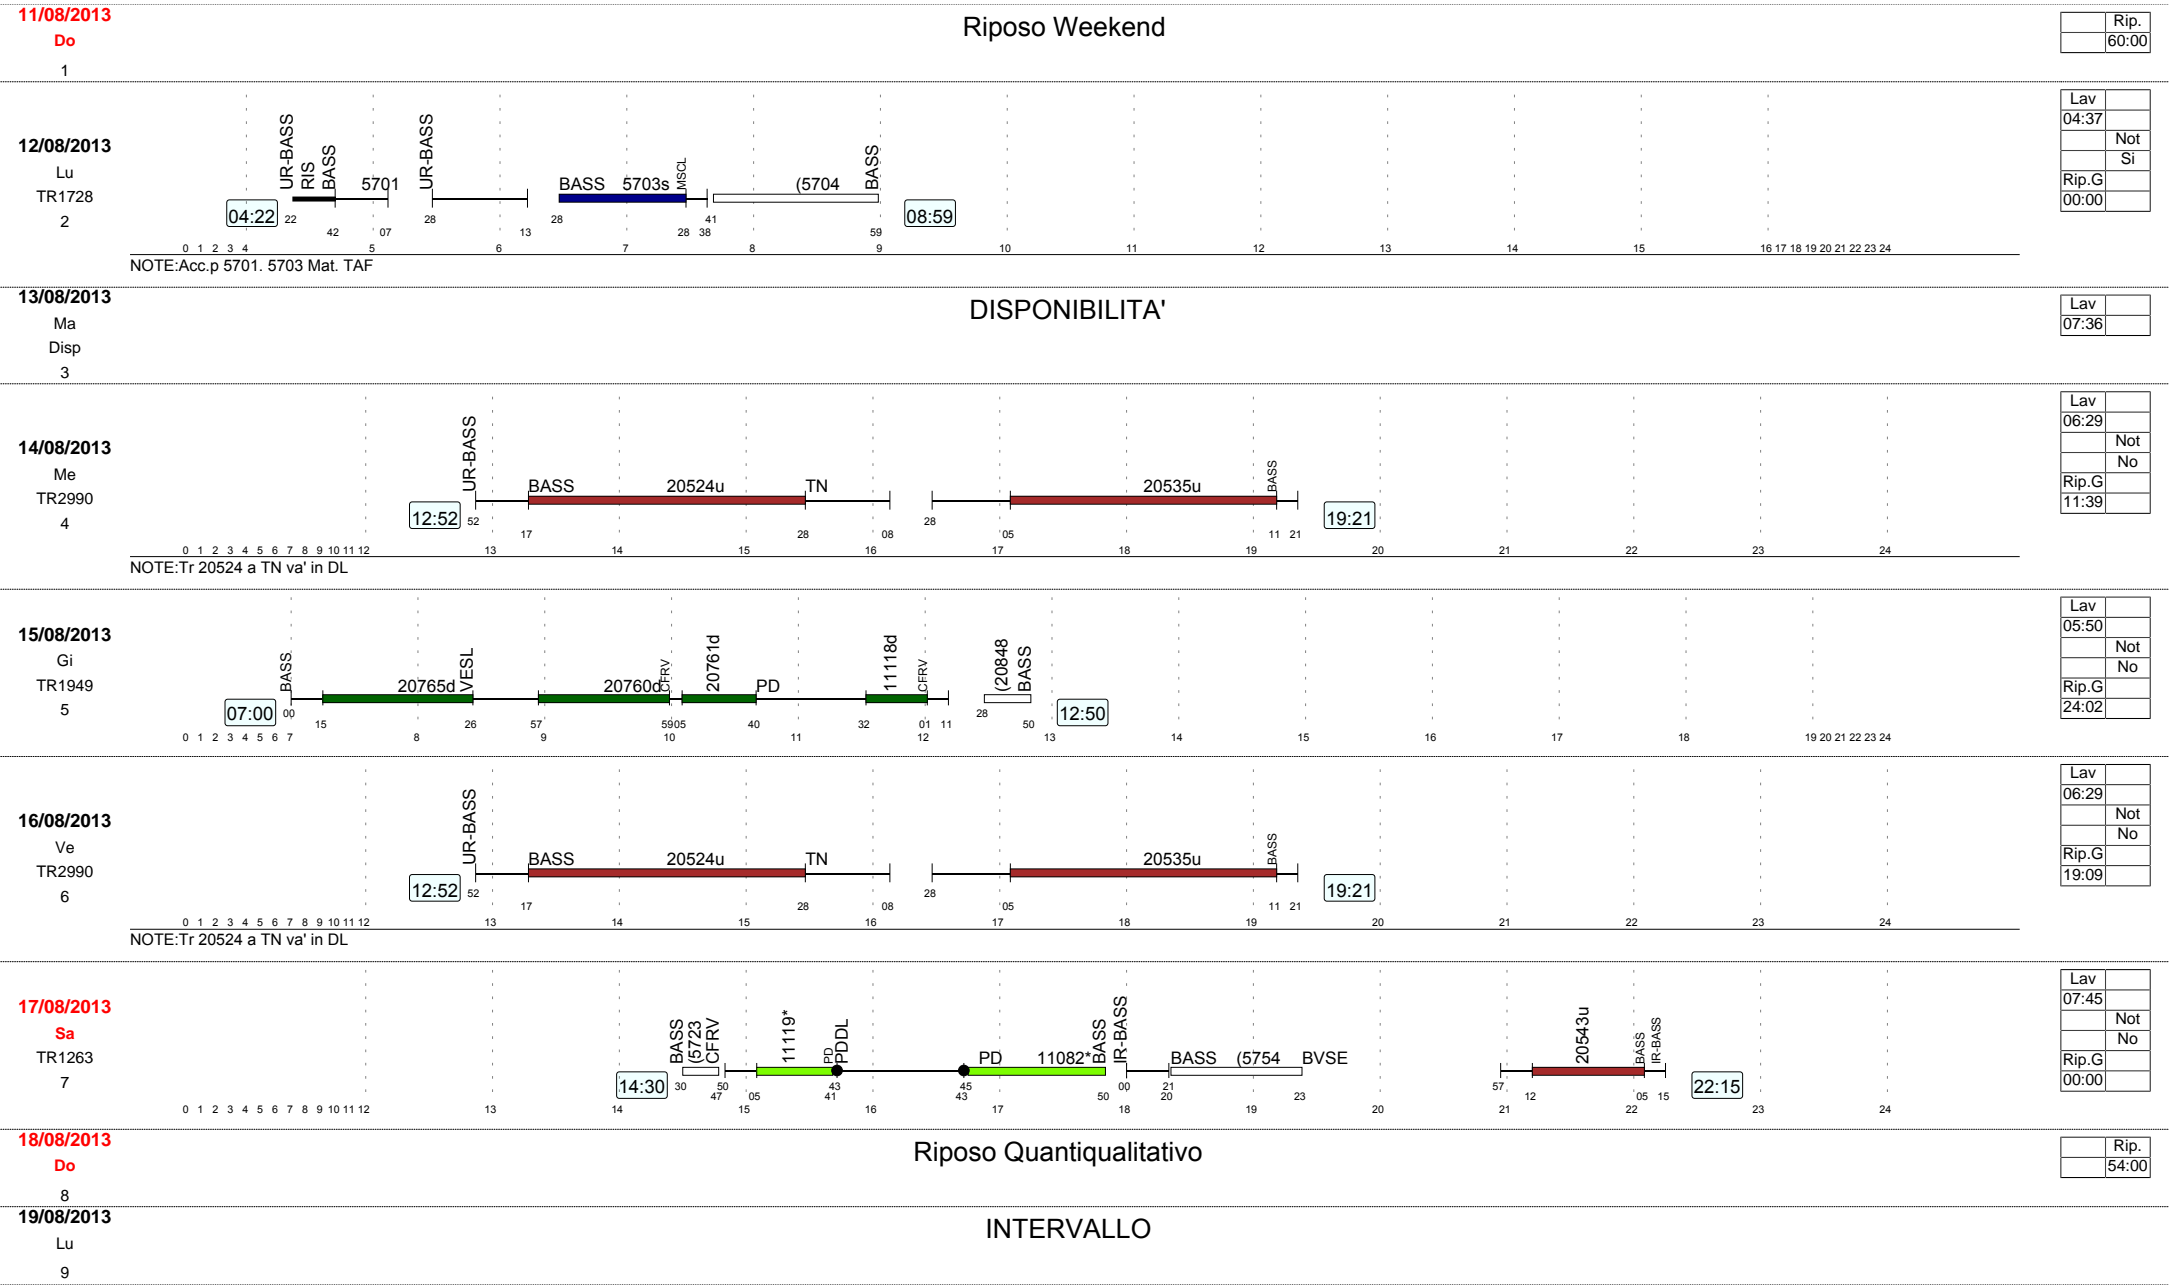 11/08/2013
Do
1
Riposo Weekend
Rip.
60:00
12/08/2013
Lu
TR1728
2
04:22
UR-BASS
RIS
BASS
5701
UR-BASS
BASS 5703s MSCL
(5704 BASS
08:59
22 42 07 28 13 28 28 38 41 59
0 1 2 3 4 5 6 7 8 9 10 11 12 13 14 15 16 17 18 19 20 21 22 23 24
NOTE:Acc.p 5701. 5703 Mat. TAF
Lav
04:37
Not
Si
Rip.G
00:00
13/08/2013
Ma
Disp
3
DISPONIBILITA'
Lav
07:36
14/08/2013
Me
TR2990
4
12:52
UR-BASS
BASS 20524u TN
20535u BASS
19:21
52 17 28 08 28 05 11 21
0 1 2 3 4 5 6 7 8 9 10 11 12 13 14 15 16 17 18 19 20 21 22 23 24
NOTE:Tr 20524 a TN va' in DL
Lav
06:29
Not
No
Rip.G
11:39
15/08/2013
Gi
TR1949
5
07:00
BASS
20765d VESL
20760d CFRV
20761d PD
11118d CFRV
(20848 BASS
12:50
00 15 26 57 59 05 40 32 01 11 28 50
0 1 2 3 4 5 6 7 8 9 10 11 12 13 14 15 16 17 18 19 20 21 22 23 24
Lav
05:50
Not
No
Rip.G
24:02
16/08/2013
Ve
TR2990
6
12:52
UR-BASS
BASS 20524u TN
20535u BASS
19:21
52 17 28 08 28 05 11 21
0 1 2 3 4 5 6 7 8 9 10 11 12 13 14 15 16 17 18 19 20 21 22 23 24
NOTE:Tr 20524 a TN va' in DL
Lav
06:29
Not
No
Rip.G
19:09
17/08/2013
Sa
TR1263
7
14:30
BASS
(5723
CFRV
11119*
PD
PDDL
PD 11082* BASS
IR-BASS
BASS (5754 BVSE
20543u
BASS
IR-BASS
22:15
30 50 43 45 00 21 57
47 05 41 43 50 20 23 12 05 15
0 1 2 3 4 5 6 7 8 9 10 11 12 13 14 15 16 17 18 19 20 21 22 23 24
Lav
07:45
Not
No
Rip.G
00:00
18/08/2013
Do
8
Riposo Quantiqualitativo
Rip.
54:00
19/08/2013
Lu
9
INTERVALLO